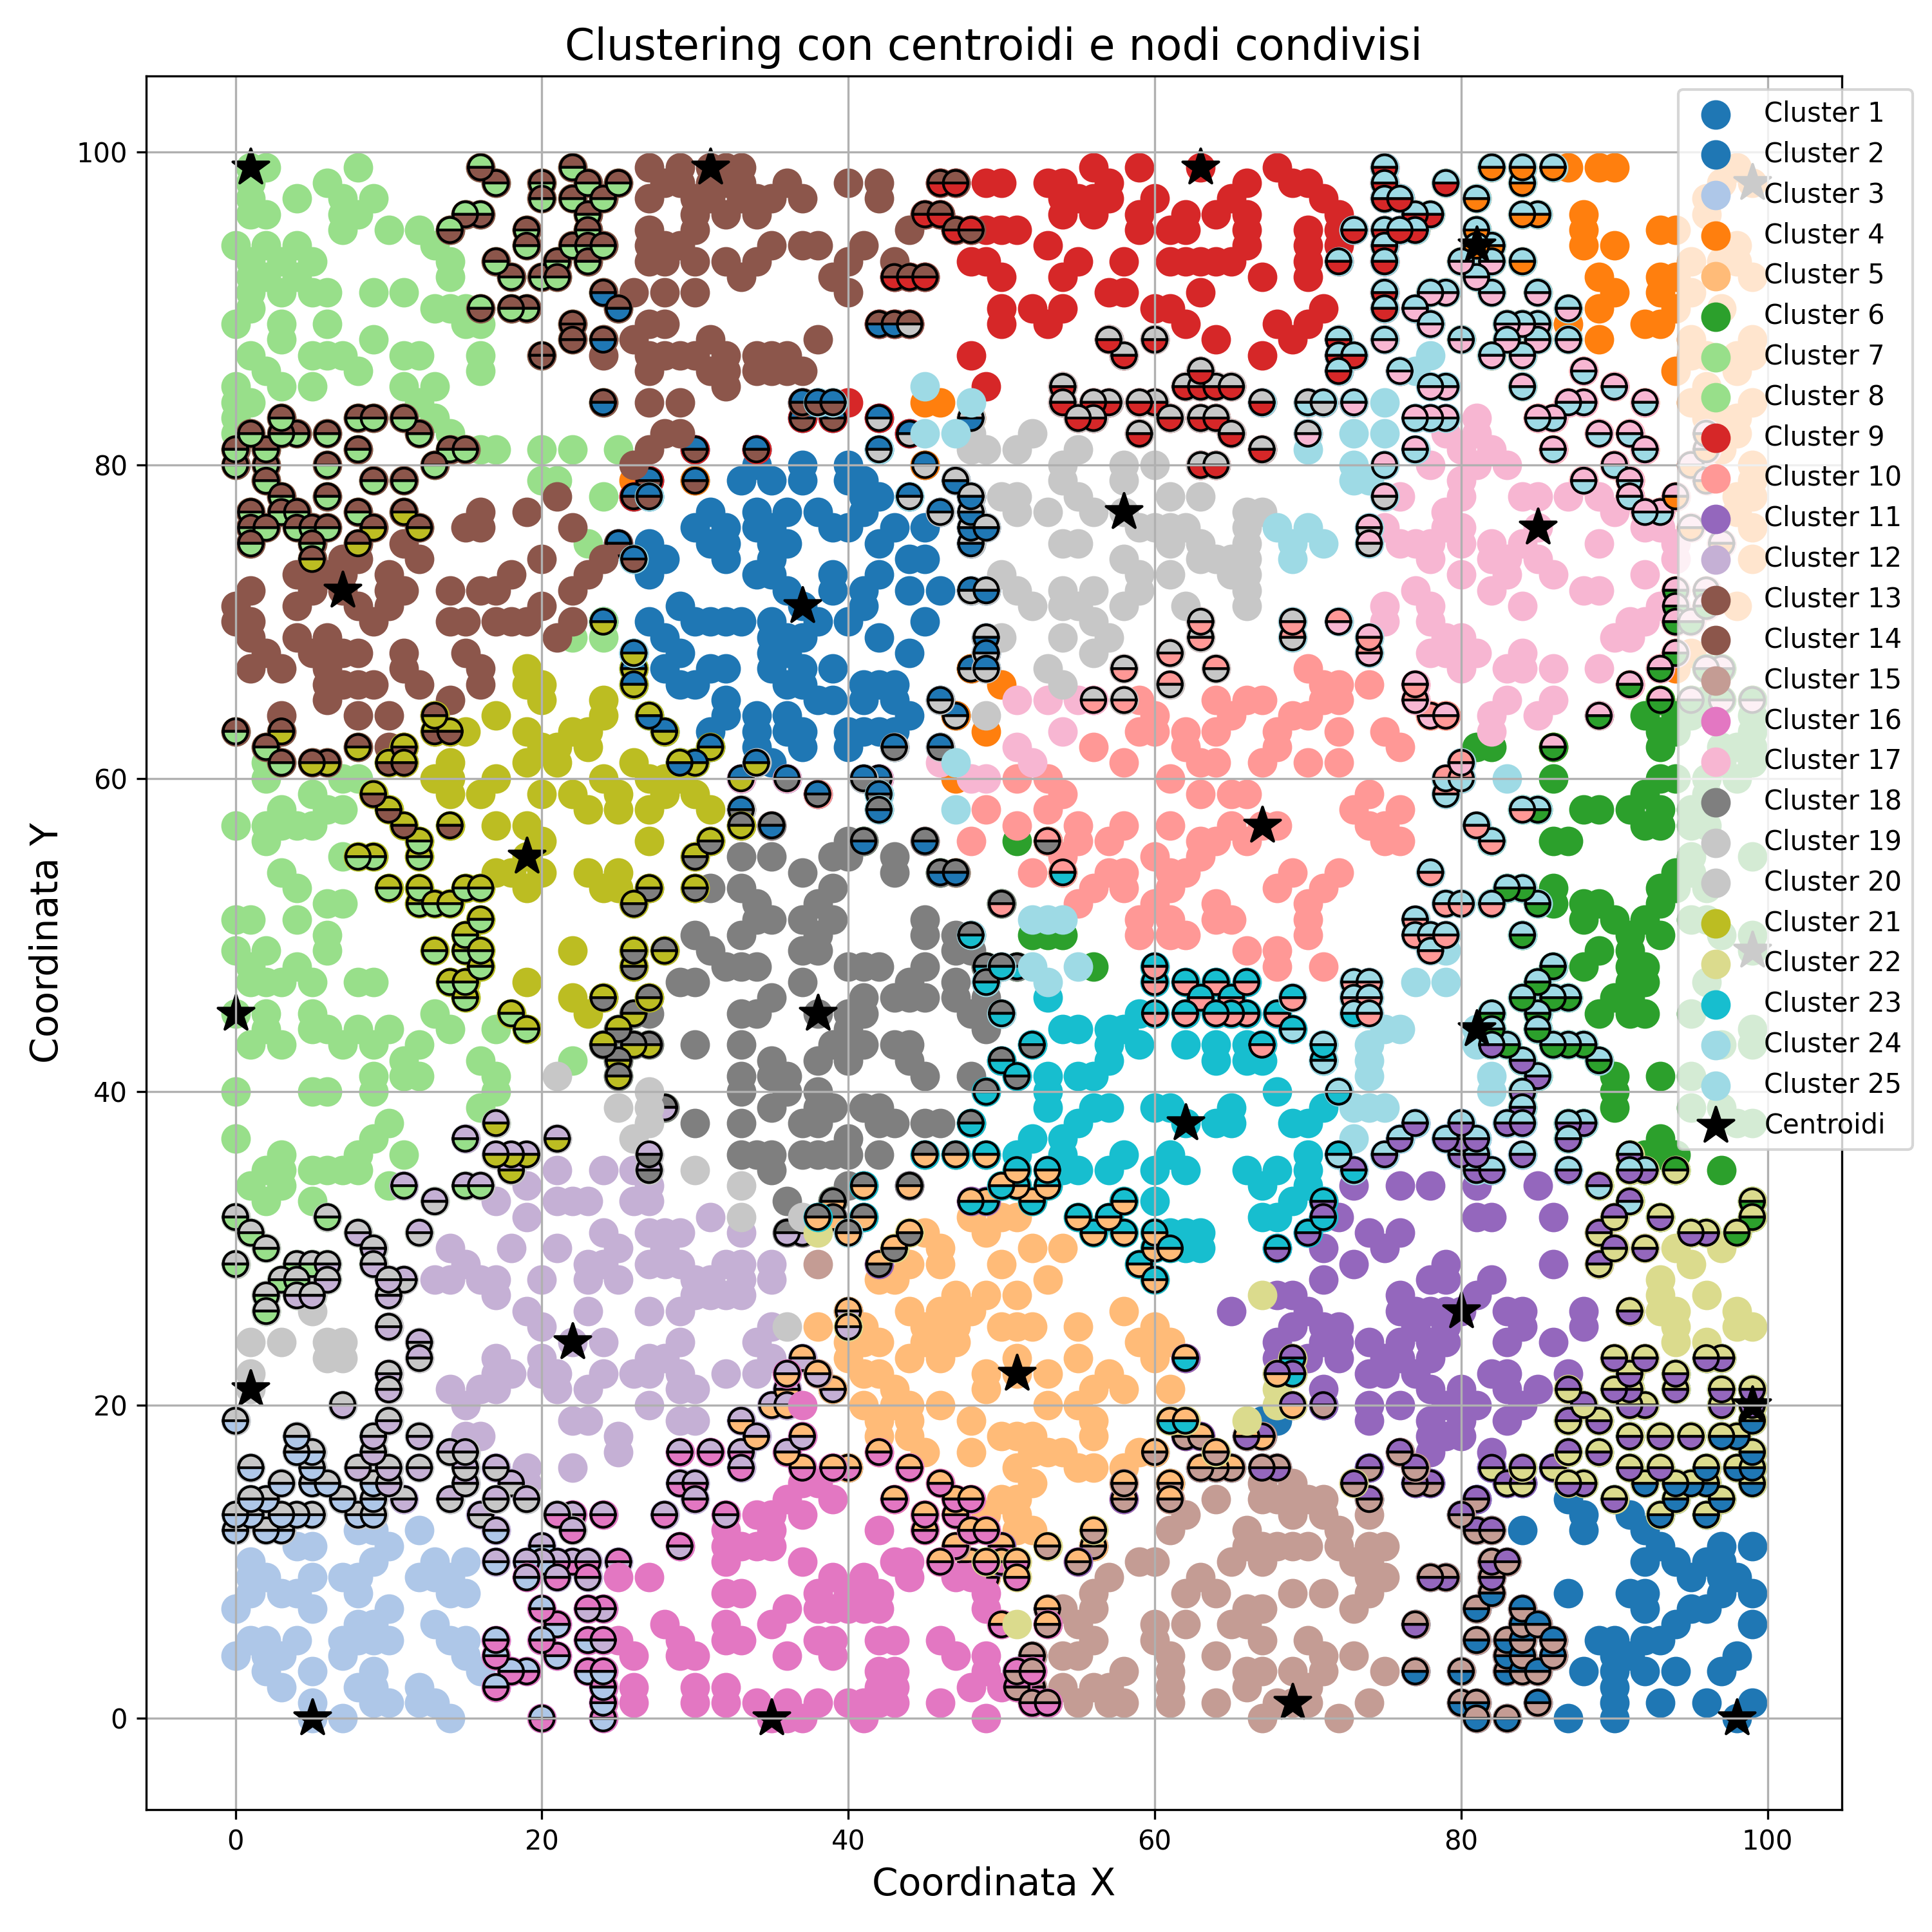 Clustering con centroidi e nodi condivisi
100
80
60
40
20
0
Coordinata Y
0
20
40
60
80
100
Coordinata X
Cluster 1
Cluster 2
Cluster 3
Cluster 4
Cluster 5
Cluster 6
Cluster 7
Cluster 8
Cluster 9
Cluster 10
Cluster 11
Cluster 12
Cluster 13
Cluster 14
Cluster 15
Cluster 16
Cluster 17
Cluster 18
Cluster 19
Cluster 20
Cluster 21
Cluster 22
Cluster 23
Cluster 24
Cluster 25
Centroidi